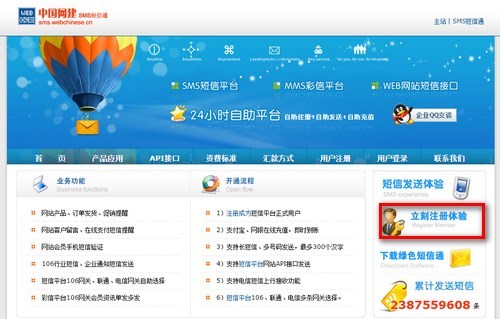 WEB CHINESE 中国网建 SMS短信通
sms.webchinese.cn
主站 | SMS短信通
Anytime. Anywhere.
SMS短信平台 MMS彩信平台 WEB网站短信接口
24小时自助平台 自助注册+自助发送+自助充值
企业QQ交谈
首 页 产品应用 API接口 资费标准 汇款方式 用户注册 用户登录 联系我们
业务功能
Business functions
网站产品、订单发货、促销提醒
网站客户留言、在线支付短信提醒
网站会员手机短信验证
106行业短信、企业通知短信发送
短信平台106网关、联通、电信网关自助选择
彩信平台106网关会员资讯单发多发
开通流程
Open flow
1) 注册成为短信平台正式用户
2) 支付宝、网银在线充值，即时到账
3) 支持长短信、多号码发送，最多300个汉字
4) 支持短信平台网站API接口
5) 支持电信短信上行接收功能
6) 短信平台106、联通、电信多条网关选择+
短信发送体验
SMS experience
立刻注册体验
Register Member
下载绿色短信通
Download Software
累计发送短信
2387559608 条